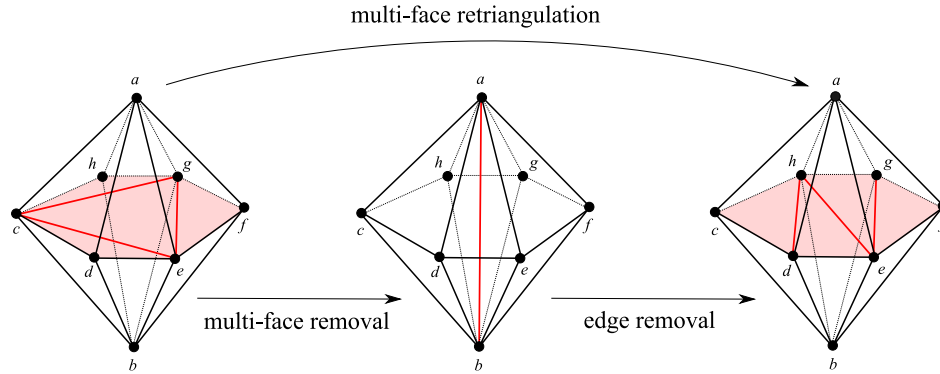 multi-face retriangulation
a
a
a
h
g
h
g
h
g
c
f
c
f
c
d
e
d
e
d
e
multi-face removal
edge removal
b
b
b